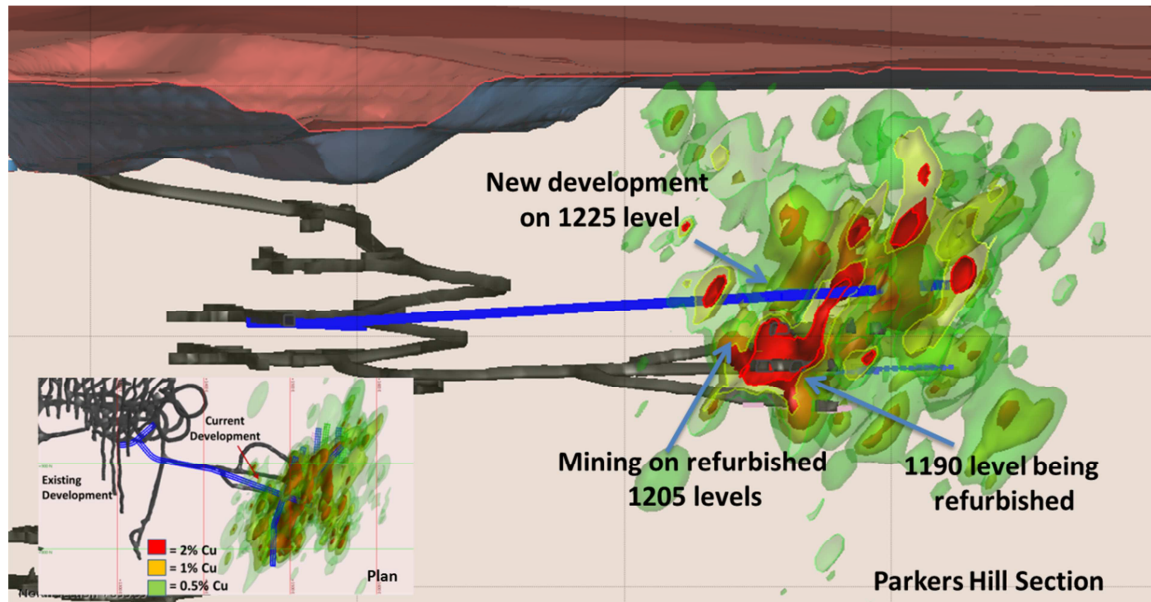 New development
on 1225 level
Mining on refurbished
1205 levels
1190 level being
refurbished
Parkers Hill Section
Current
Development
Existing
Development
= 2% Cu
= 1% Cu
= 0.5% Cu
Plan